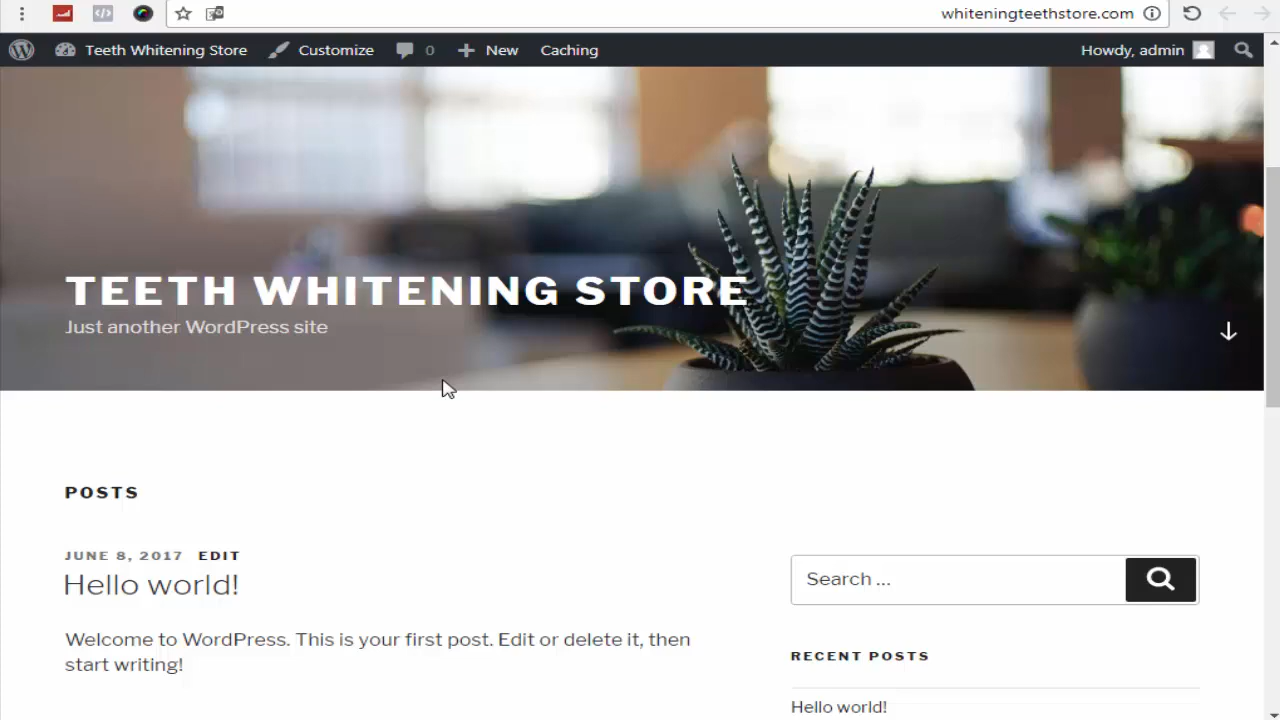 whiteningteethstore.com
Teeth Whitening Store Customize 0 New Caching Howdy, admin
TEETH WHITENING STORE
Just another WordPress site
POSTS
JUNE 8, 2017 EDIT
Hello world!
Search ...
Welcome to WordPress. This is your first post. Edit or delete it, then
start writing!
RECENT POSTS
Hello world!